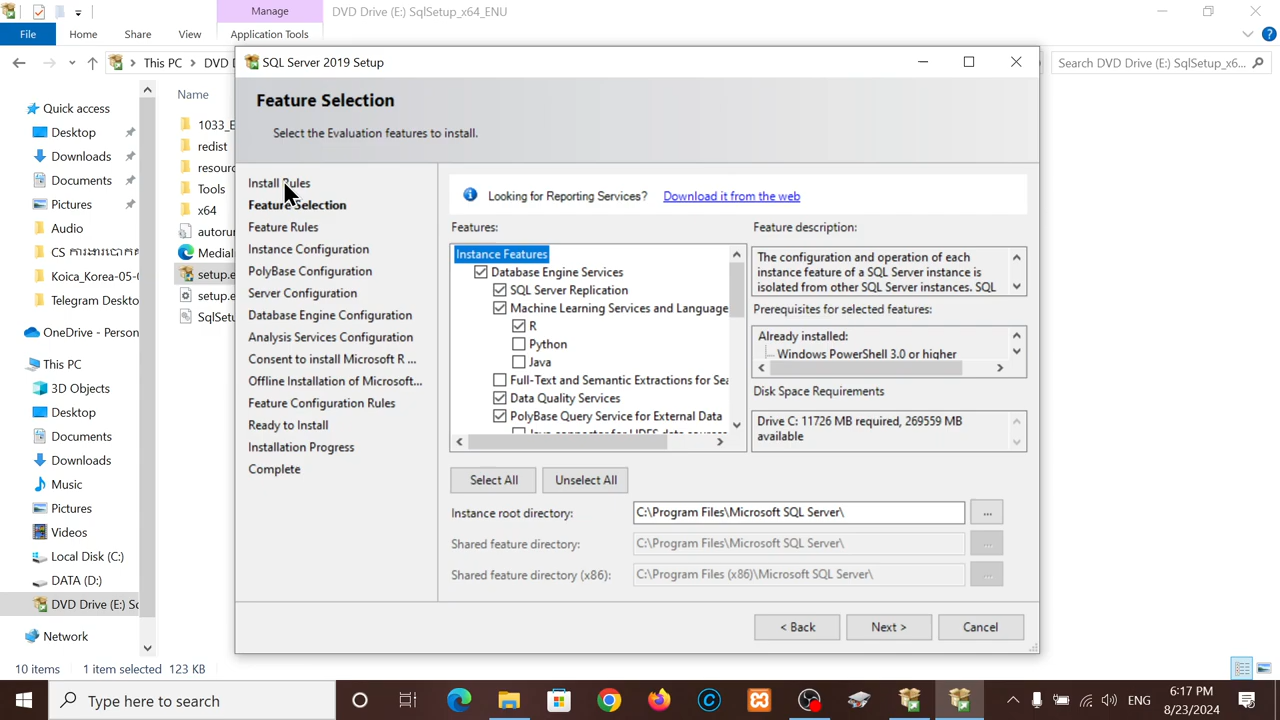 Manage
DVD Drive (E:) SqlSetup_x64_ENU
File
Home
Share
View
Application Tools
This PC
DVD D
Search DVD Drive (E:) SqlSetup_x6...
Quick access
Desktop
Downloads
Documents
Pictures
Audio
Koica_Korea-05-
Telegram Deskto
OneDrive - Person
This PC
3D Objects
Desktop
Documents
Downloads
Music
Pictures
Videos
Local Disk (C:)
DATA (D:)
DVD Drive (E:) Sc
Network
Name
1033_E
redist
resourc
Tools
x64
autorun
MediaI
setup.e
setup.e
SqlSetu
SQL Server 2019 Setup
Feature Selection
Select the Evaluation features to install.
Install Rules
Feature Selection
Feature Rules
Instance Configuration
PolyBase Configuration
Server Configuration
Database Engine Configuration
Analysis Services Configuration
Consent to install Microsoft R ...
Offline Installation of Microsoft...
Feature Configuration Rules
Ready to Install
Installation Progress
Complete
Looking for Reporting Services? Download it from the web
Features:
Instance Features
Database Engine Services
SQL Server Replication
Machine Learning Services and Language
R
Python
Java
Full-Text and Semantic Extractions for Sea
Data Quality Services
PolyBase Query Service for External Data
Java connector for HDFS data sources
Feature description:
The configuration and operation of each
instance feature of a SQL Server instance is
isolated from other SQL Server instances. SQL
Prerequisites for selected features:
Already installed:
Windows PowerShell 3.0 or higher
Disk Space Requirements
Drive C: 11726 MB required, 269559 MB
available
Select All
Unselect All
Instance root directory:
C:\Program Files\Microsoft SQL Server\
...
Shared feature directory:
C:\Program Files\Microsoft SQL Server\
...
Shared feature directory (x86):
C:\Program Files (x86)\Microsoft SQL Server\
...
< Back
Next >
Cancel
10 items
1 item selected
123 KB
Type here to search
ENG
6:17 PM
8/23/2024